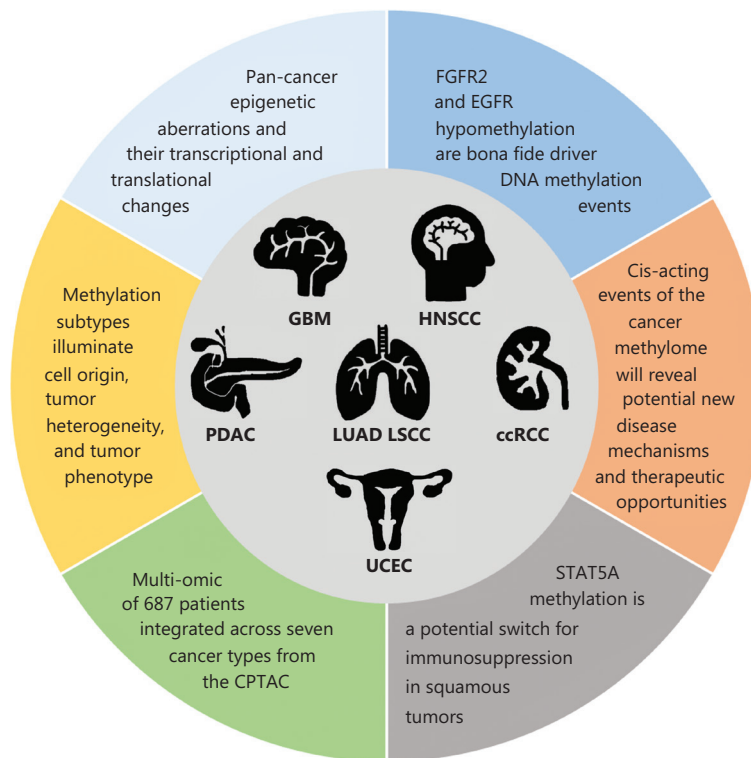 Pan-cancer
epigenetic
aberrations and
their transcriptional and
translational
changes
FGFR2
and EGFR
hypomethylation
are bona fide driver
DNA methylation
events
Cis-acting
events of the
cancer
methylome
will reveal
potential new
disease
mechanisms
and therapeutic
opportunities
STAT5A
methylation is
a potential switch for
immunosuppression
in squamous
tumors
Multi-omic
of 687 patients
integrated across seven
cancer types from
the CPTAC
Methylation
subtypes
illuminate
cell origin,
tumor
heterogeneity,
and tumor
phenotype
GBM
HNSCC
PDAC
LUAD LSCC
ccRCC
UCEC